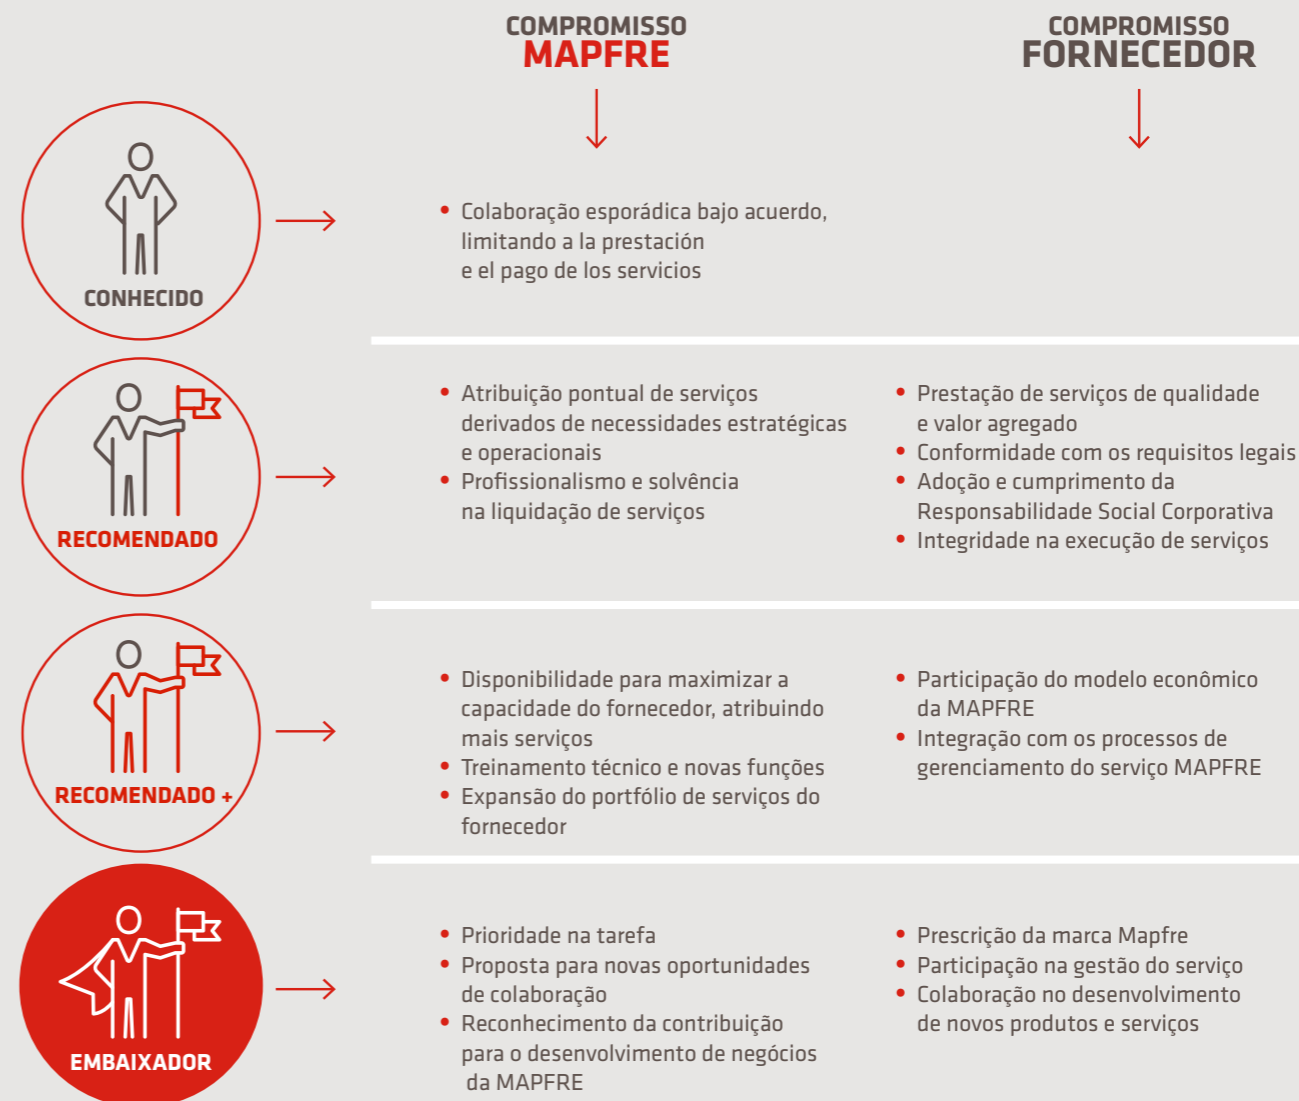 COMPROMISSO
MAPFRE
COMPROMISSO
FORNECEDOR
CONHECIDO
• Colaboração esporádica bajo acuerdo,
limitando a la prestación
e el pago de los servicios
RECOMENDADO
• Atribuição pontual de serviços
derivados de necessidades estratégicas
e operacionais
• Profissionalismo e solvência
na liquidação de serviços
• Prestação de serviços de qualidade
e valor agregado
• Conformidade com os requisitos legais
• Adoção e cumprimento da
Responsabilidade Social Corporativa
• Integridade na execução de serviços
RECOMENDADO +
• Disponibilidade para maximizar a
capacidade do fornecedor, atribuindo
mais serviços
• Treinamento técnico e novas funções
• Expansão do portfólio de serviços do
fornecedor
• Participação do modelo econômico
da MAPFRE
• Integração com os processos de
gerenciamento do serviço MAPFRE
EMBAIXADOR
• Prioridade na tarefa
• Proposta para novas oportunidades
de colaboração
• Reconhecimento da contribuição
para o desenvolvimento de negócios
da MAPFRE
• Prescrição da marca Mapfre
• Participação na gestão do serviço
• Colaboração no desenvolvimento
de novos produtos e serviços